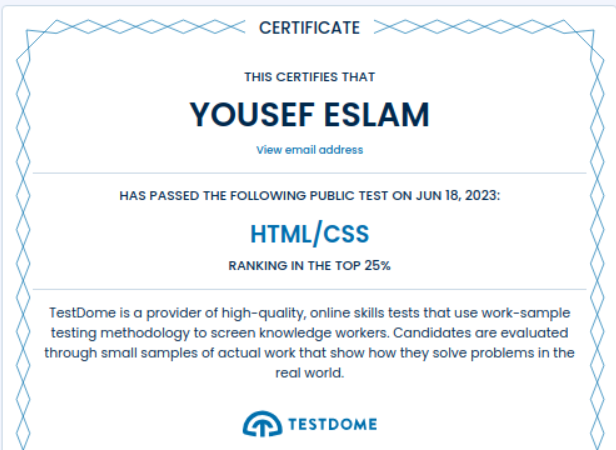 CERTIFICATE
THIS CERTIFIES THAT
YOUSEF ESLAM
View email address
HAS PASSED THE FOLLOWING PUBLIC TEST ON JUN 18, 2023:
HTML/CSS
RANKING IN THE TOP 25%
TestDome is a provider of high-quality, online skills tests that use work-sample
testing methodology to screen knowledge workers. Candidates are evaluated
through small samples of actual work that show how they solve problems in the
real world.
TESTDOME